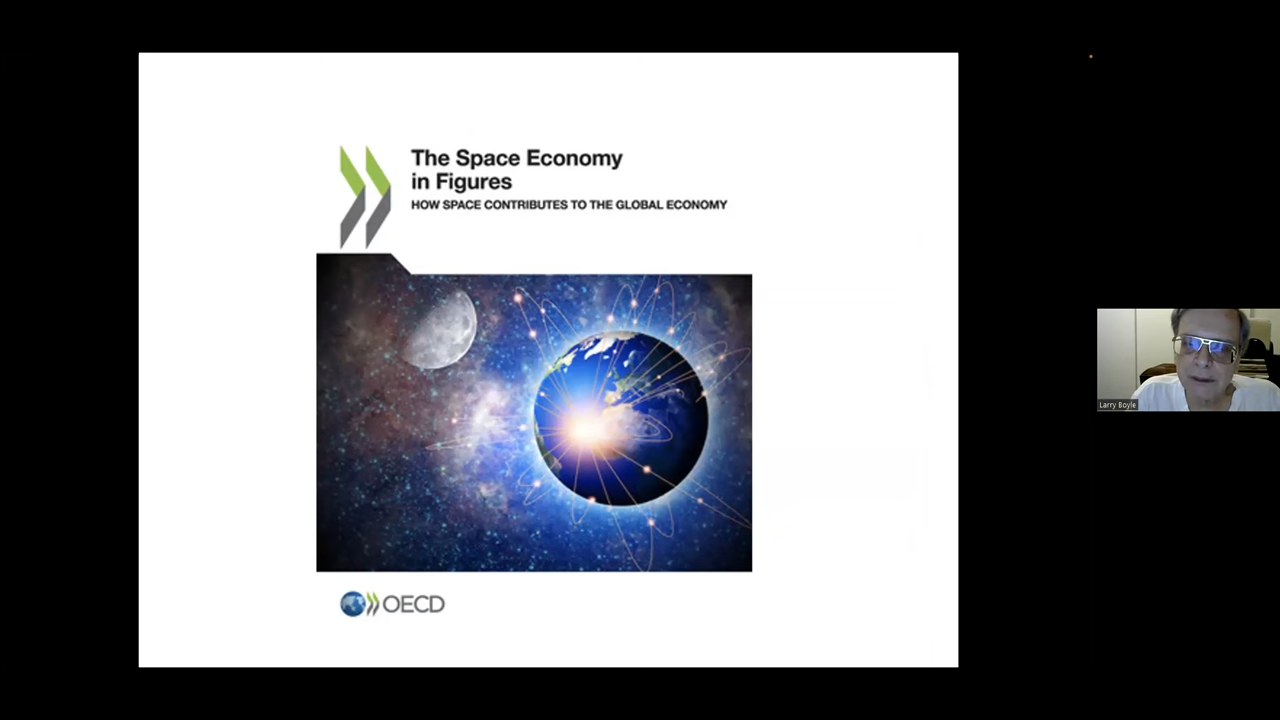 The Space Economy
in Figures
HOW SPACE CONTRIBUTES TO THE GLOBAL ECONOMY
OECD
Larry Boyle